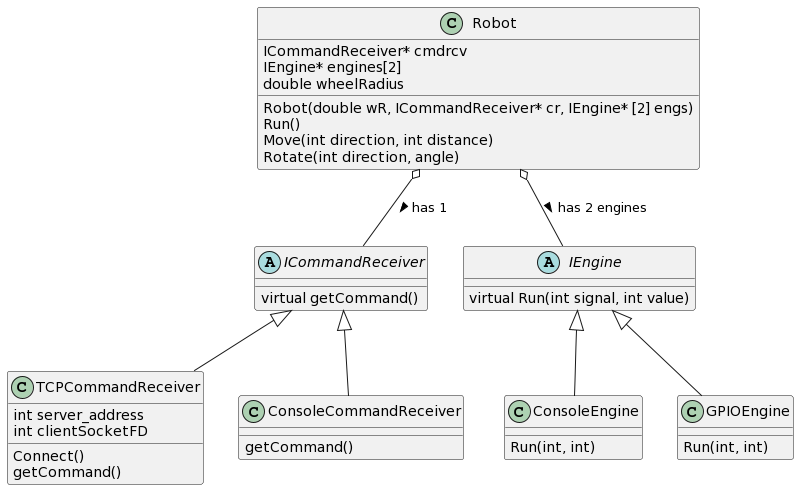 C Robot
ICommandReceiver* cmdrcv
IEngine* engines[2]
double wheelRadius
Robot(double wR, ICommandReceiver* cr, IEngine* [2] engs)
Run()
Move(int direction, int distance)
Rotate(int direction, angle)
has 1
has 2 engines
A ICommandReceiver
virtual getCommand()
A IEngine
virtual Run(int signal, int value)
C TCPCommandReceiver
int server_address
int clientSocketFD
Connect()
getCommand()
C ConsoleCommandReceiver
getCommand()
C ConsoleEngine
Run(int, int)
C GPIOEngine
Run(int, int)